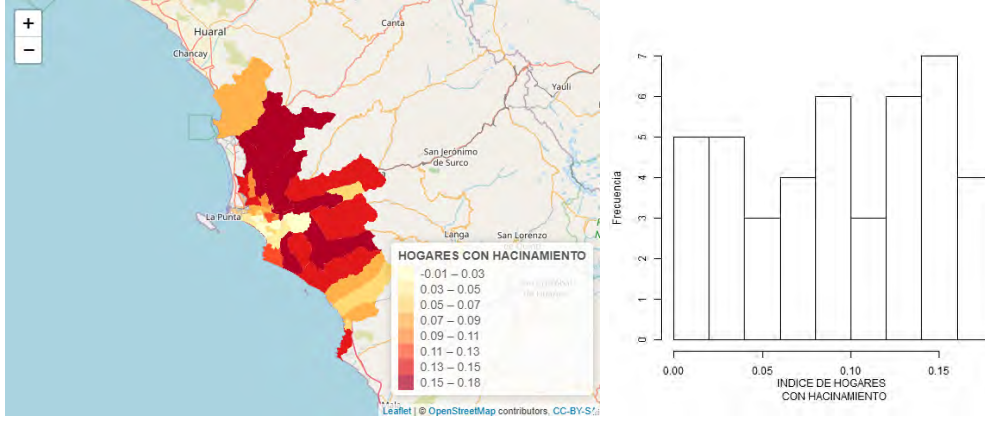 +
−
Huaral
Chancay
Canta
Yauli
San Jerónimo
de Surco
La Punta
Langa
San Lorenzo
HOGARES CON HACINAMIENTO
-0.01 – 0.03
0.03 – 0.05
0.05 – 0.07
0.07 – 0.09
0.09 – 0.11
0.11 – 0.13
0.13 – 0.15
0.15 – 0.18
Leaflet | © OpenStreetMap contributors, CC-BY-SA
Frecuencia
7
6
5
4
3
2
1
0
0.00
0.05
0.10
0.15
INDICE DE HOGARES
CON HACINAMIENTO